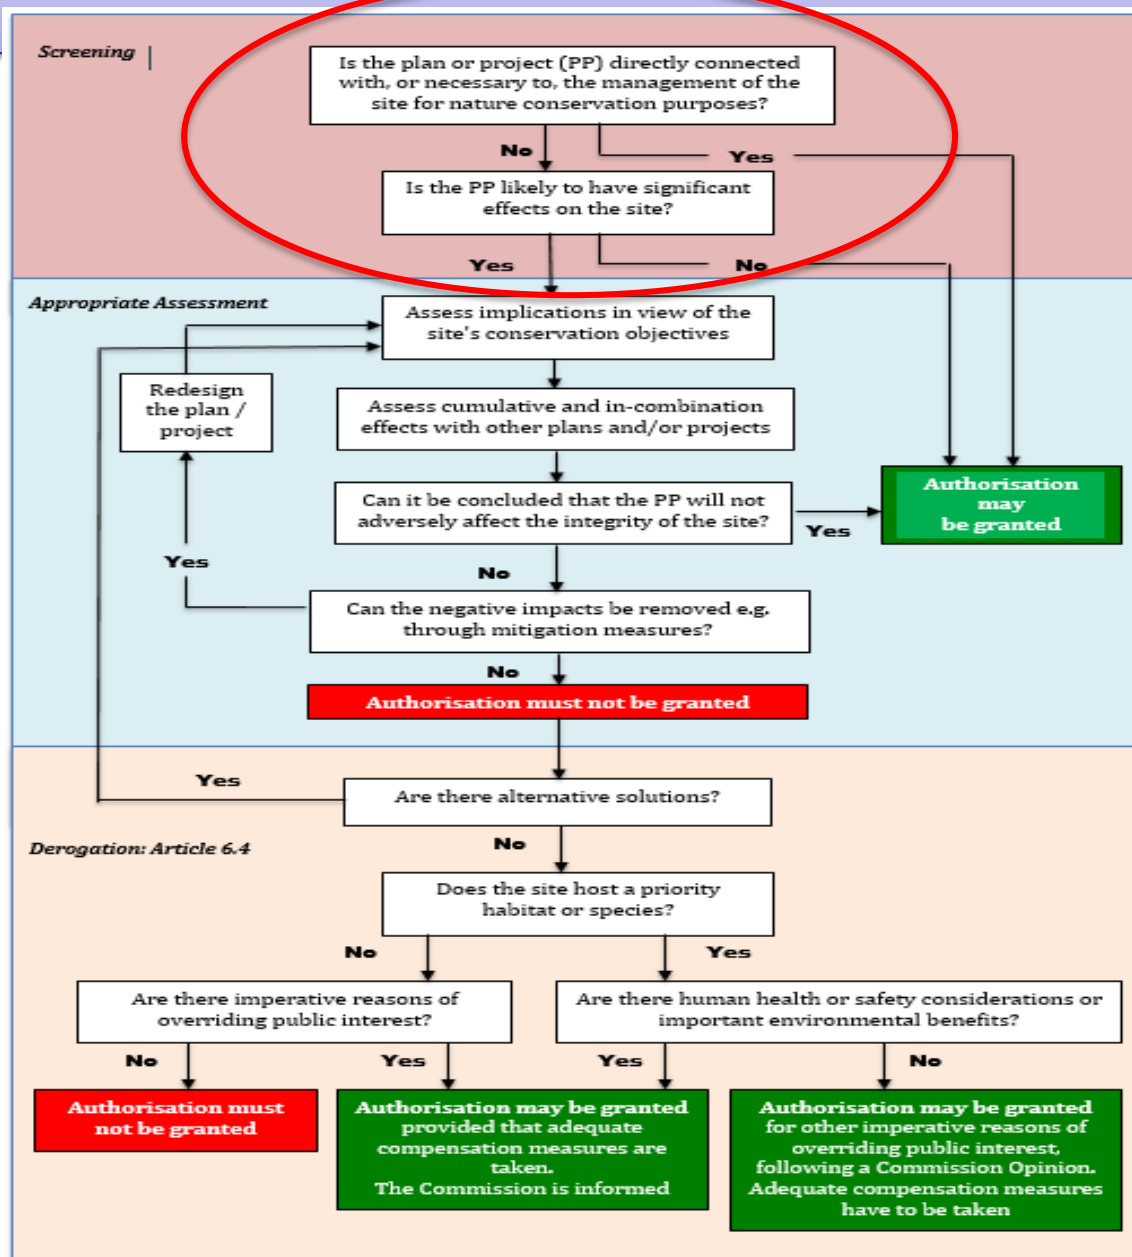 Screening
Is the plan or project (PP) directly connected
with, or necessary to, the management of the
site for nature conservation purposes?
No
Yes
Is the PP likely to have significant
effects on the site?
Yes
No
Appropriate Assessment
Assess implications in view of the
site's conservation objectives
Redesign
the plan /
project
Assess cumulative and in-combination
effects with other plans and/or projects
Authorisation
may
be granted
Can it be concluded that the PP will not
adversely affect the integrity of the site?
Yes
Yes
No
Can the negative impacts be removed e.g.
through mitigation measures?
No
Authorisation must not be granted
Yes
Are there alternative solutions?
Derogation: Article 6.4
No
Does the site host a priority
habitat or species?
No
Yes
Are there imperative reasons of
overriding public interest?
Are there human health or safety considerations or
important environmental benefits?
No
Yes
Yes
No
Authorisation must
not be granted
Authorisation may be granted
provided that adequate
compensation measures are
taken.
The Commission is informed
Authorisation may be granted
for other imperative reasons of
overriding public interest,
following a Commission Opinion.
Adequate compensation measures
have to be taken